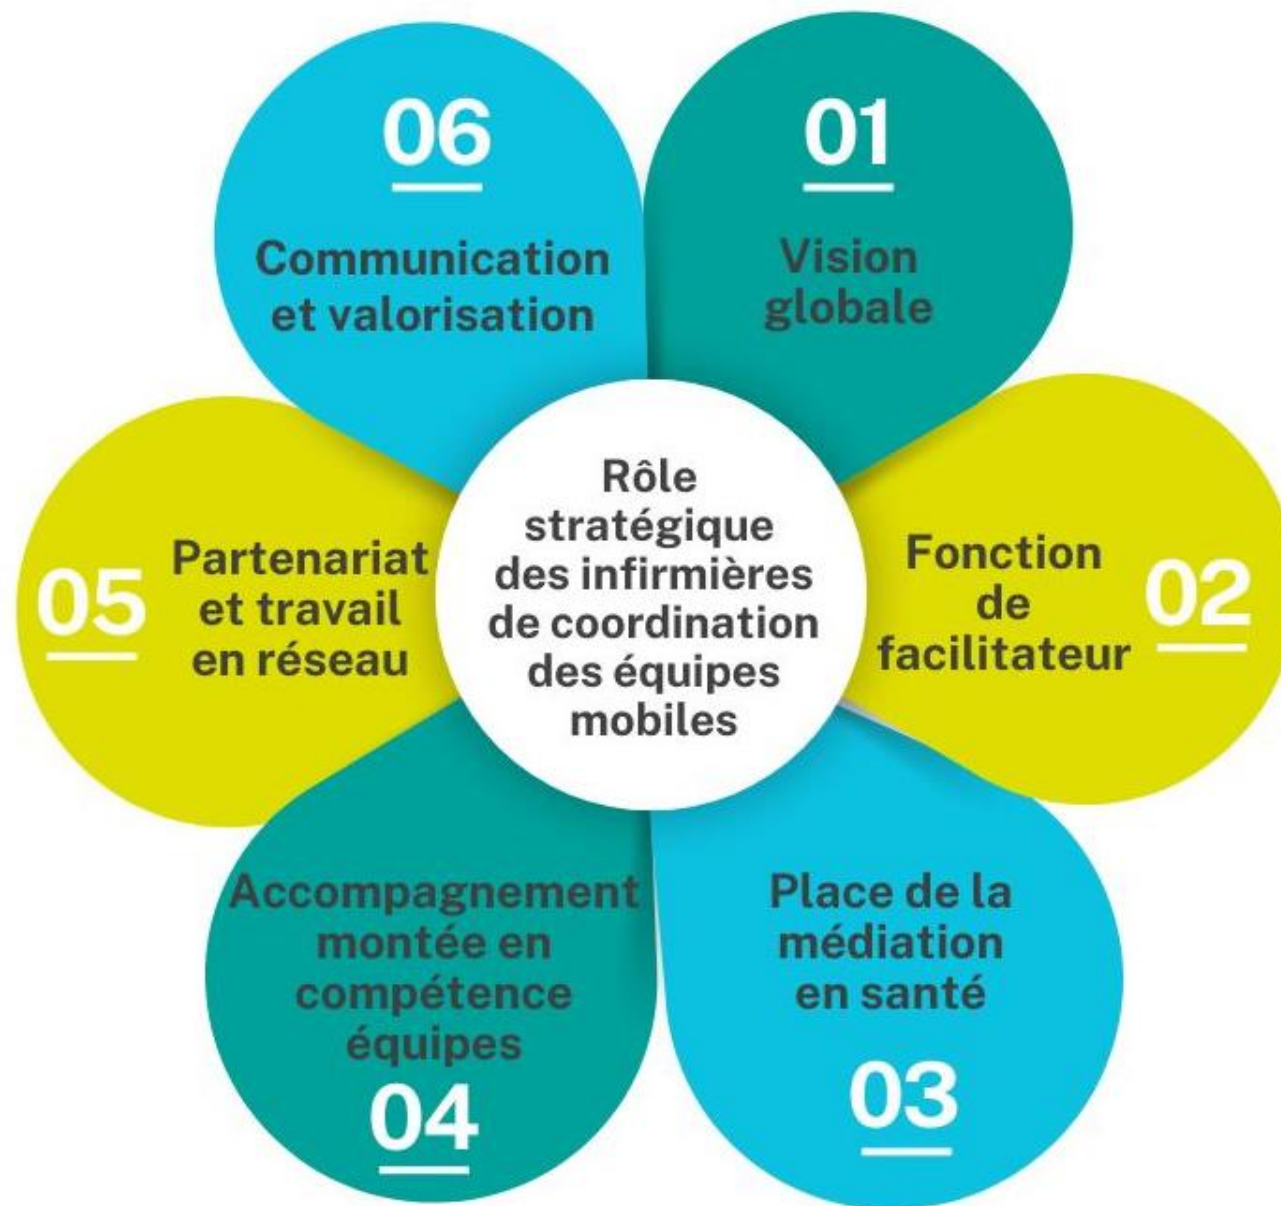 Rôle
stratégique
des infirmières
de coordination
des équipes
mobiles
01
Vision
globale
Fonction
de
facilitateur
02
Place de la
médiation
en santé
03
Accompagnement
montée en
compétence
équipes
04
05
Partenariat
et travail
en réseau
06
Communication
et valorisation